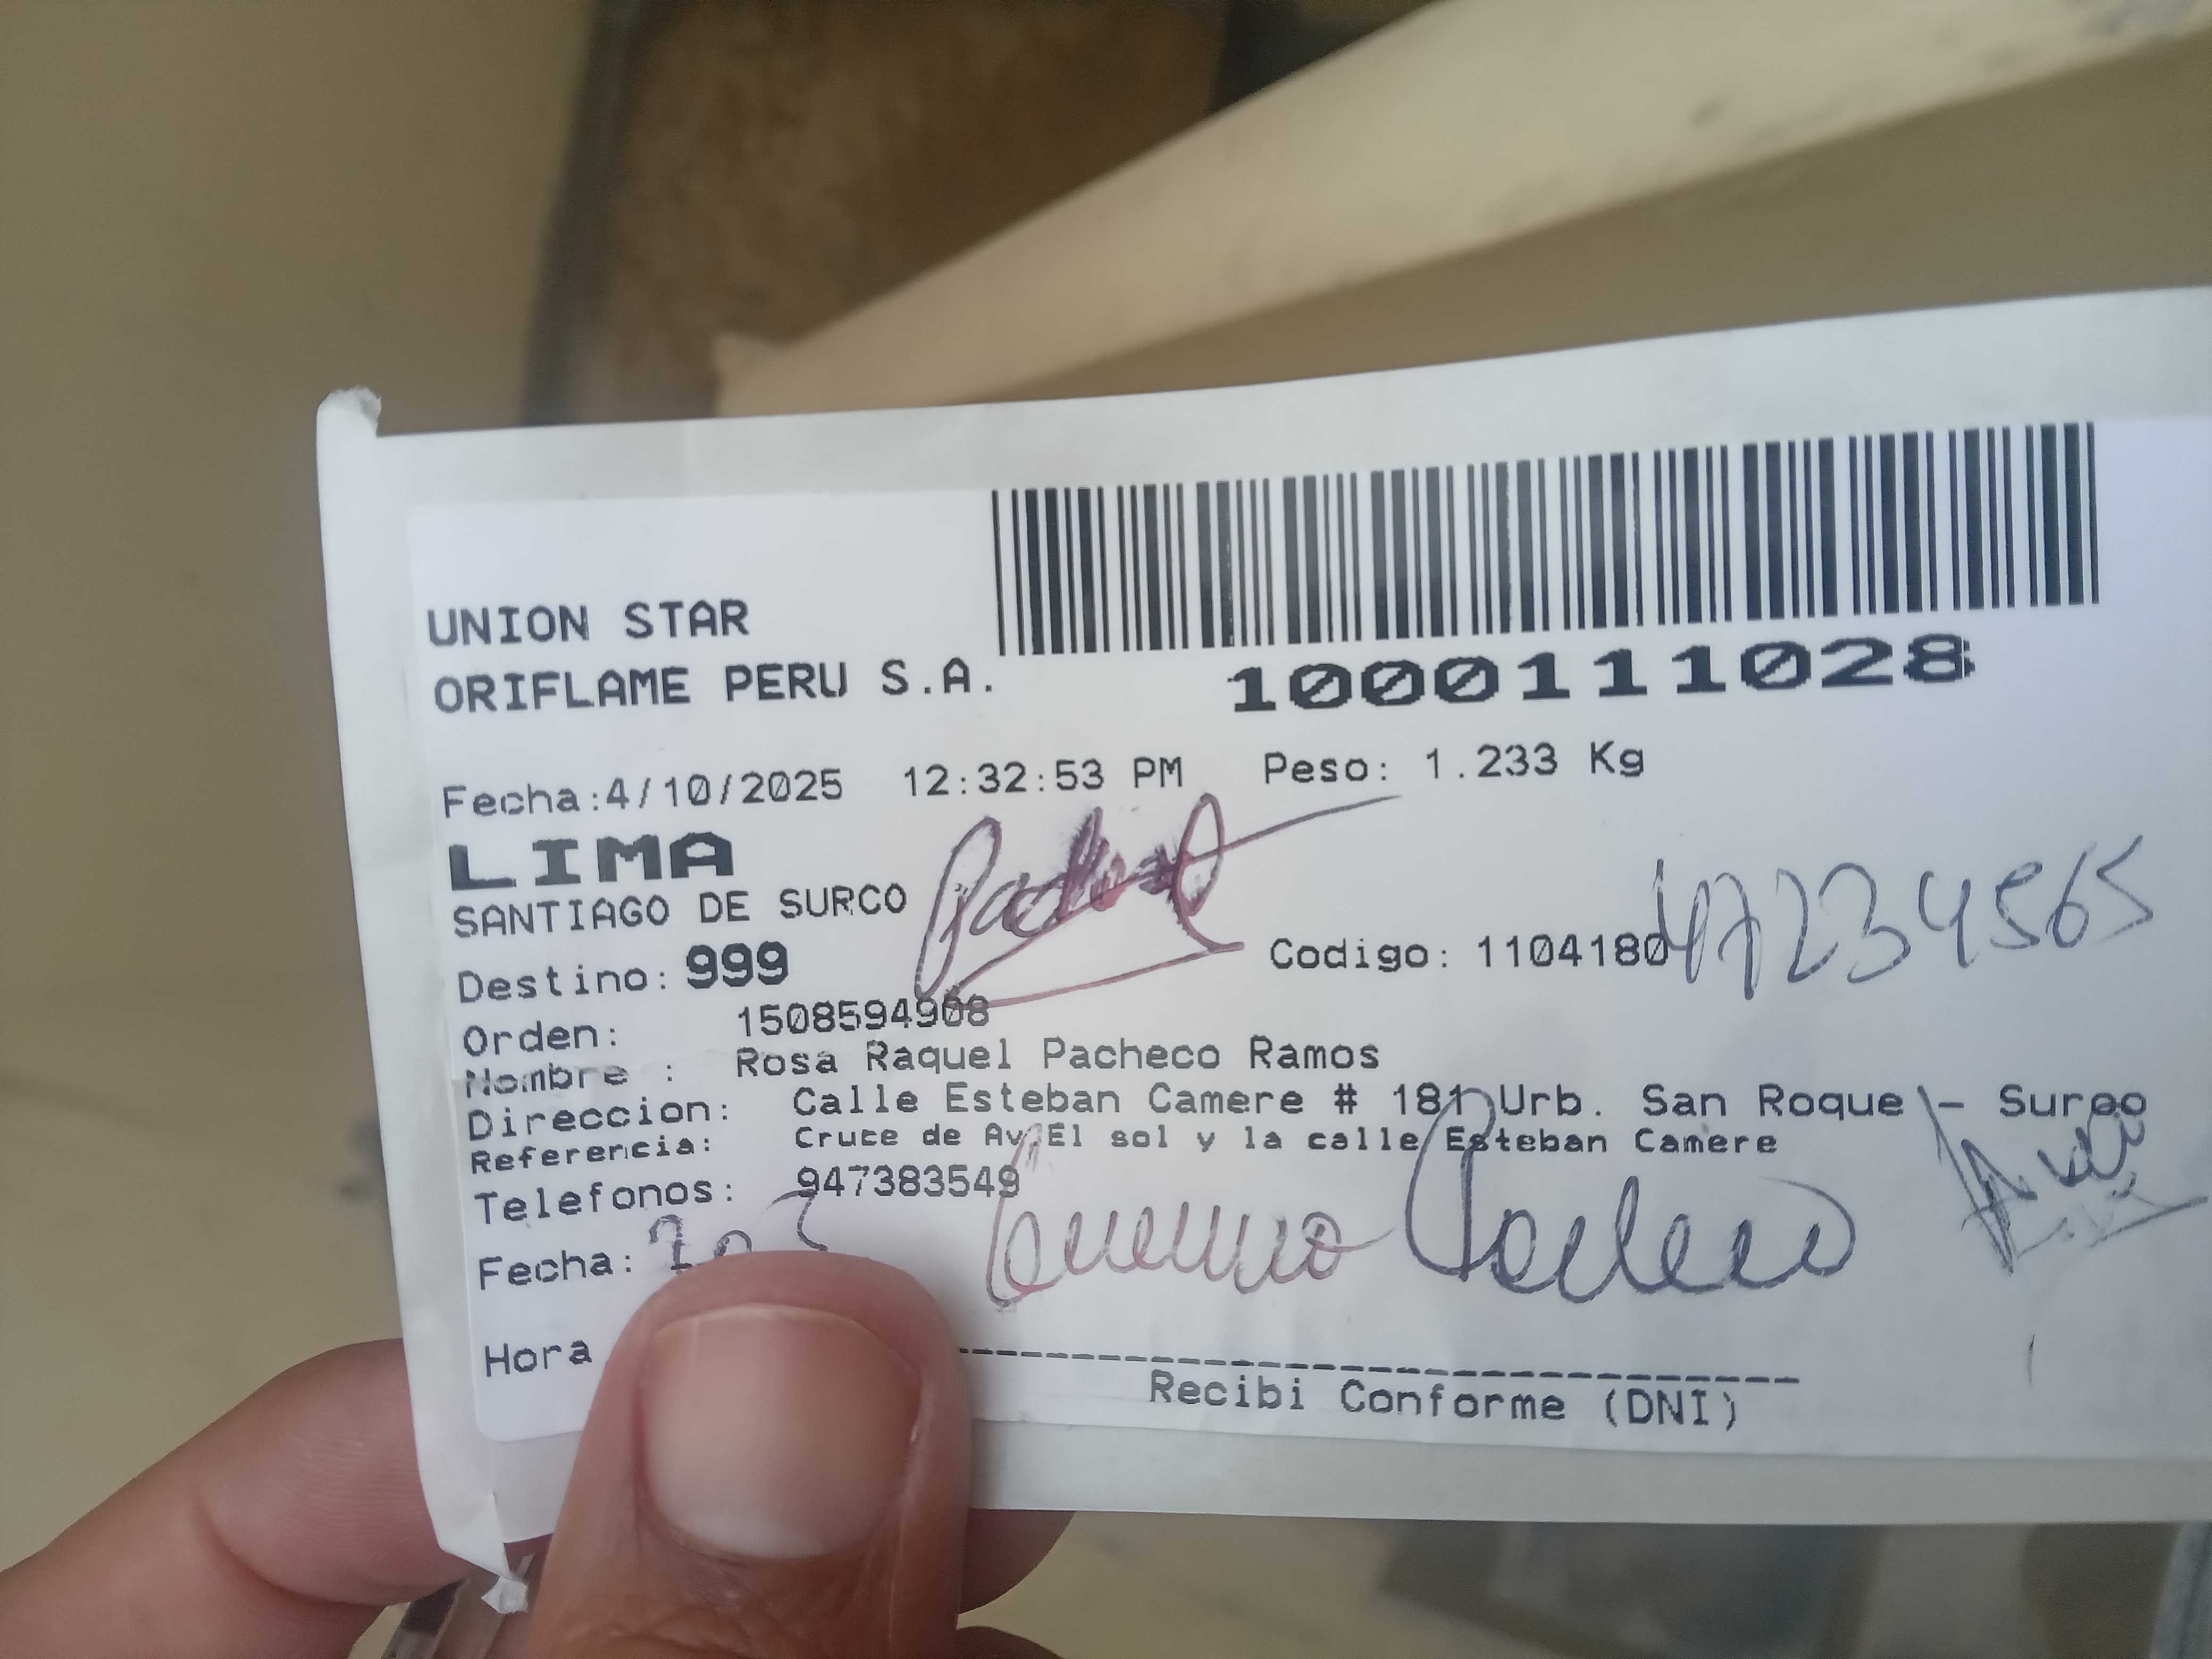 UNION STAR
ORIFLAME PERU S.A.
1000111028
Fecha:4/10/2025 12:32:53 PM Peso: 1.233 Kg
LIMA
SANTIAGO DE SURCO
Destino: 999 Codigo: 1104180
47234565
Orden: 1508594908
Nombre : Rosa Raquel Pacheco Ramos
Direccion: Calle Esteban Camere # 181 Urb. San Roque - Surco
Referencia: Cruce de Av. El sol y la calle Esteban Camere
Telefonos: 947383549
Fecha:
Hora
Recibi Conforme (DNI)